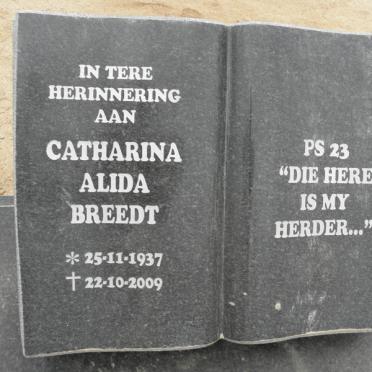 IN TERE
HERINNERING
AAN
CATHARINA
ALIDA
BREEDT
* 25-11-1937
† 22-10-2009
PS 23
“DIE HERE
IS MY
HERDER...”